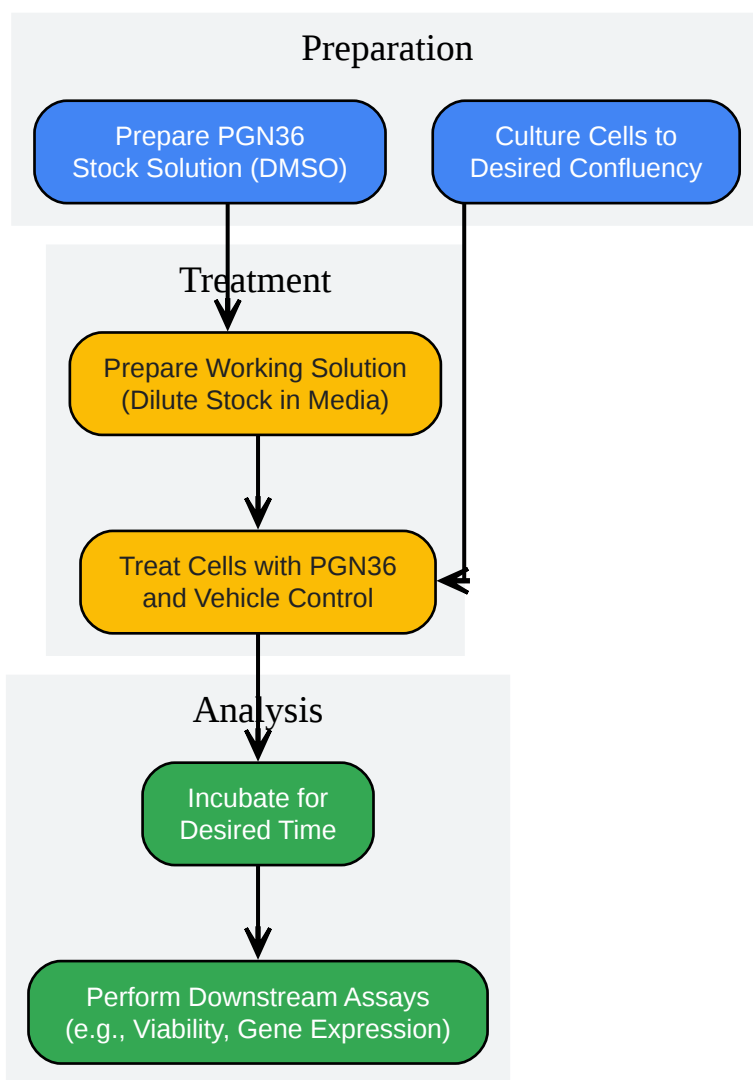 Preparation
Prepare PGN36
Stock Solution (DMSO)
Culture Cells to
Desired Confluency
Treatment
Prepare Working Solution
(Dilute Stock in Media)
Treat Cells with PGN36
and Vehicle Control
Analysis
Incubate for
Desired Time
Perform Downstream Assays
(e.g., Viability, Gene Expression)